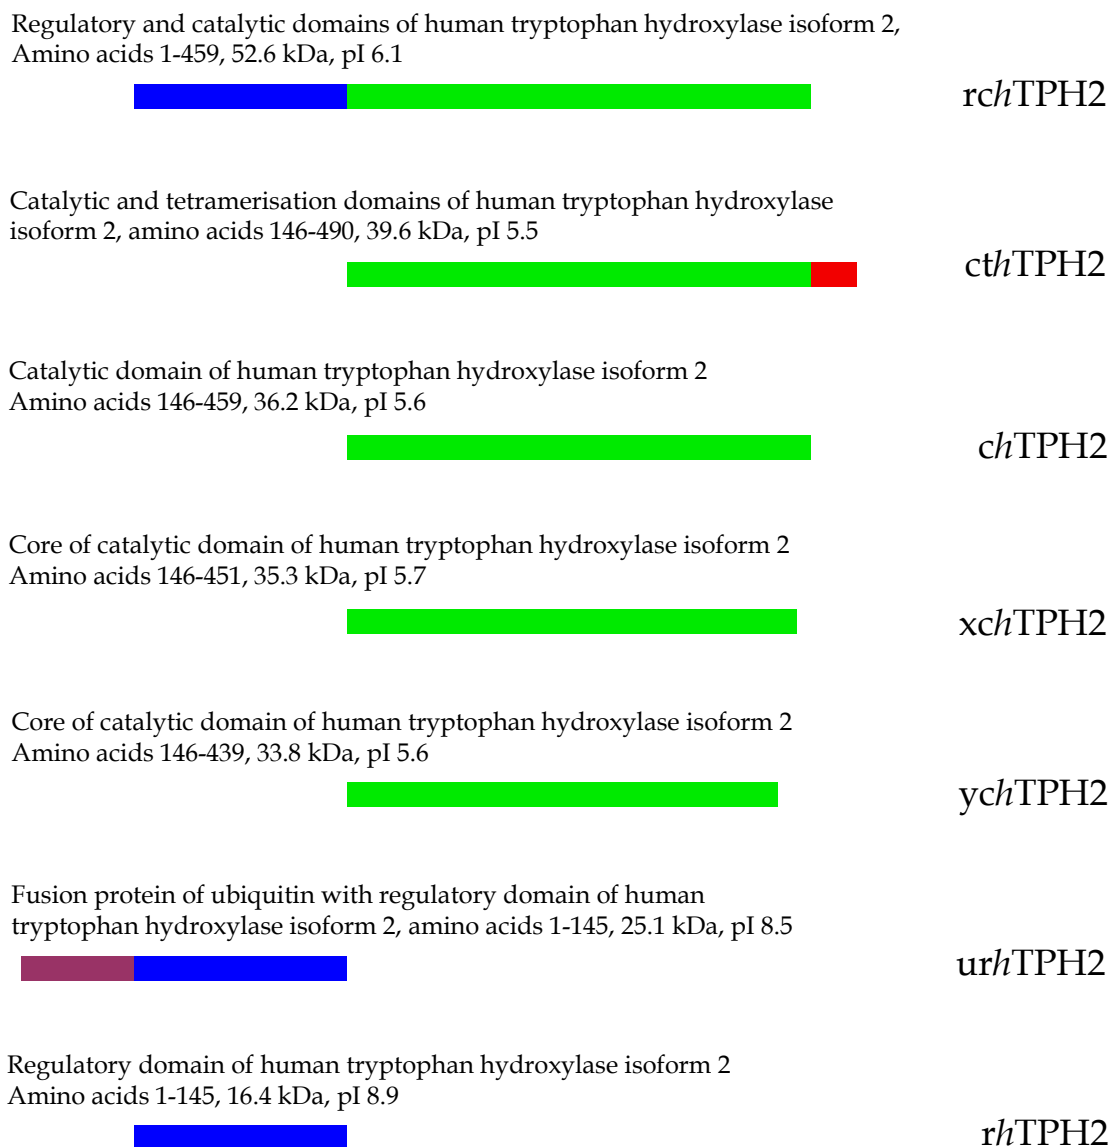 Regulatory and catalytic domains of human tryptophan hydroxylase isoform 2,
Amino acids 1-459, 52.6 kDa, pI 6.1
rchTPH2
Catalytic and tetramerisation domains of human tryptophan hydroxylase
isoform 2, amino acids 146-490, 39.6 kDa, pI 5.5
cthTPH2
Catalytic domain of human tryptophan hydroxylase isoform 2
Amino acids 146-459, 36.2 kDa, pI 5.6
chTPH2
Core of catalytic domain of human tryptophan hydroxylase isoform 2
Amino acids 146-451, 35.3 kDa, pI 5.7
xchTPH2
Core of catalytic domain of human tryptophan hydroxylase isoform 2
Amino acids 146-439, 33.8 kDa, pI 5.6
ychTPH2
Fusion protein of ubiquitin with regulatory domain of human
tryptophan hydroxylase isoform 2, amino acids 1-145, 25.1 kDa, pI 8.5
urhTPH2
Regulatory domain of human tryptophan hydroxylase isoform 2
Amino acids 1-145, 16.4 kDa, pI 8.9
rhTPH2